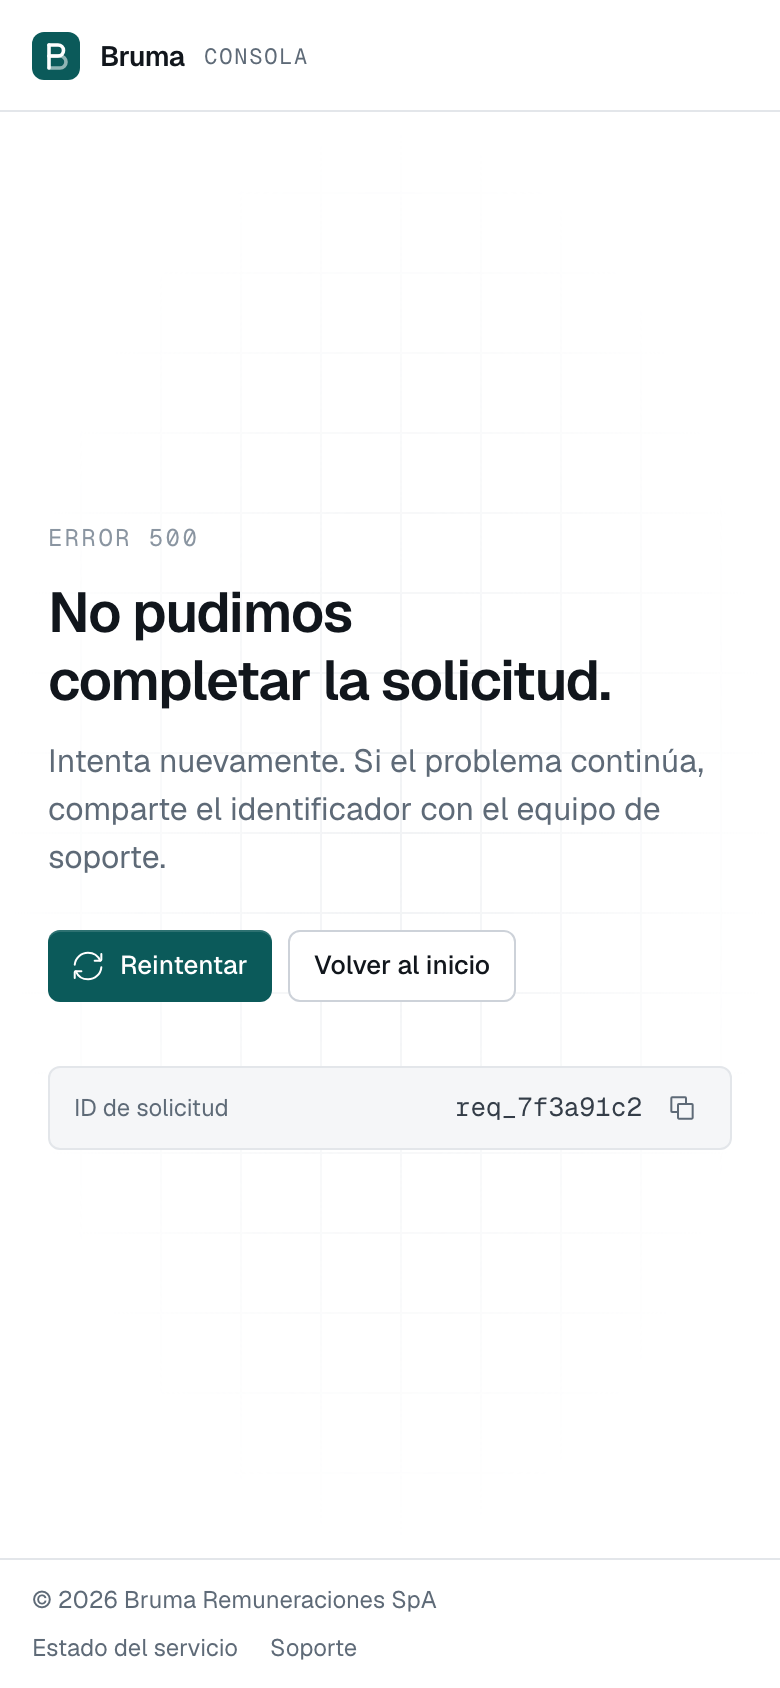 B Bruma CONSOLA
ERROR 500
No pudimos
completar la solicitud.
Intenta nuevamente. Si el problema continúa,
comparte el identificador con el equipo de
soporte.
Reintentar Volver al inicio
ID de solicitud req_7f3a91c2
© 2026 Bruma Remuneraciones SpA
Estado del servicio Soporte